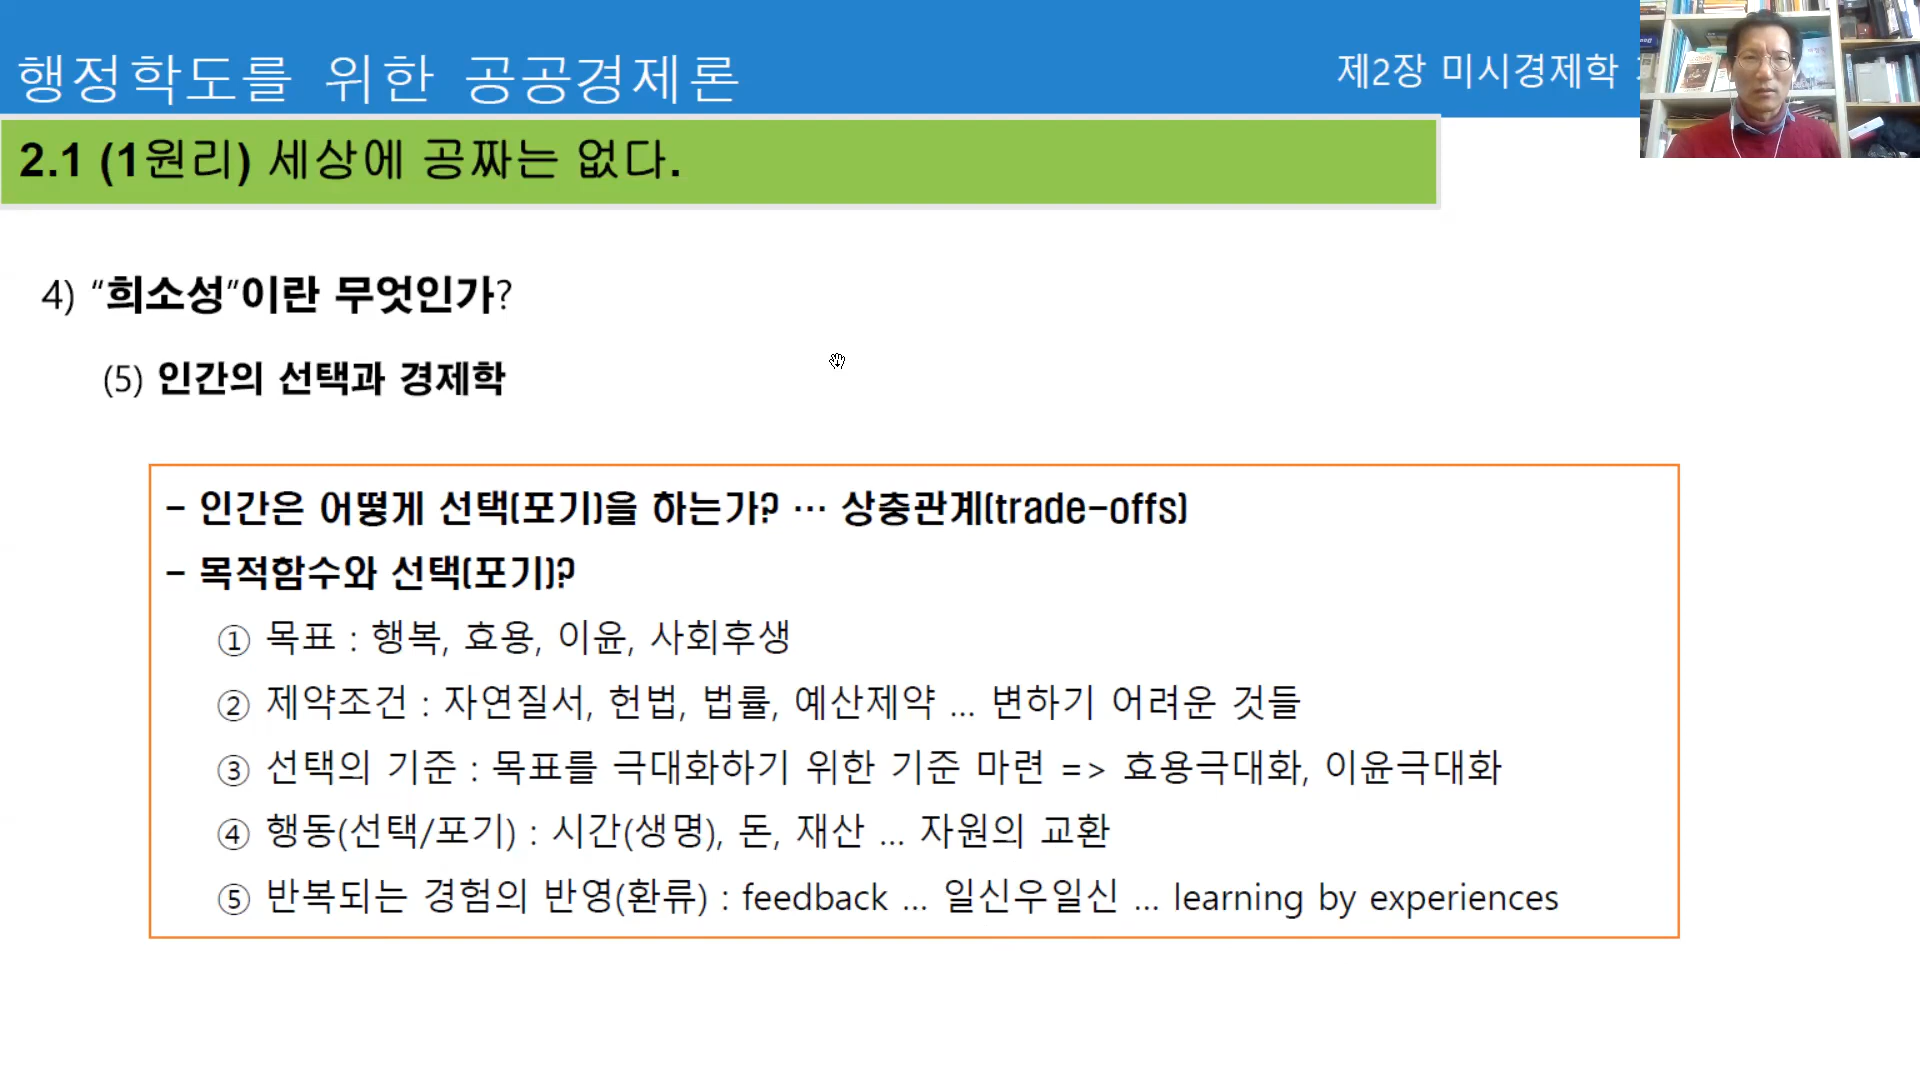 행정학도를 위한 공공경제론
제2장 미시경제학
2.1 (1원리) 세상에 공짜는 없다.
4) “희소성”이란 무엇인가?
(5) 인간의 선택과 경제학
- 인간은 어떻게 선택(포기)을 하는가? … 상충관계(trade-offs)
- 목적함수와 선택(포기)?
① 목표 : 행복, 효용, 이윤, 사회후생
② 제약조건 : 자연질서, 헌법, 법률, 예산제약 … 변하기 어려운 것들
③ 선택의 기준 : 목표를 극대화하기 위한 기준 마련 => 효용극대화, 이윤극대화
④ 행동(선택/포기) : 시간(생명), 돈, 재산 … 자원의 교환
⑤ 반복되는 경험의 반영(환류) : feedback … 일신우일신 … learning by experiences